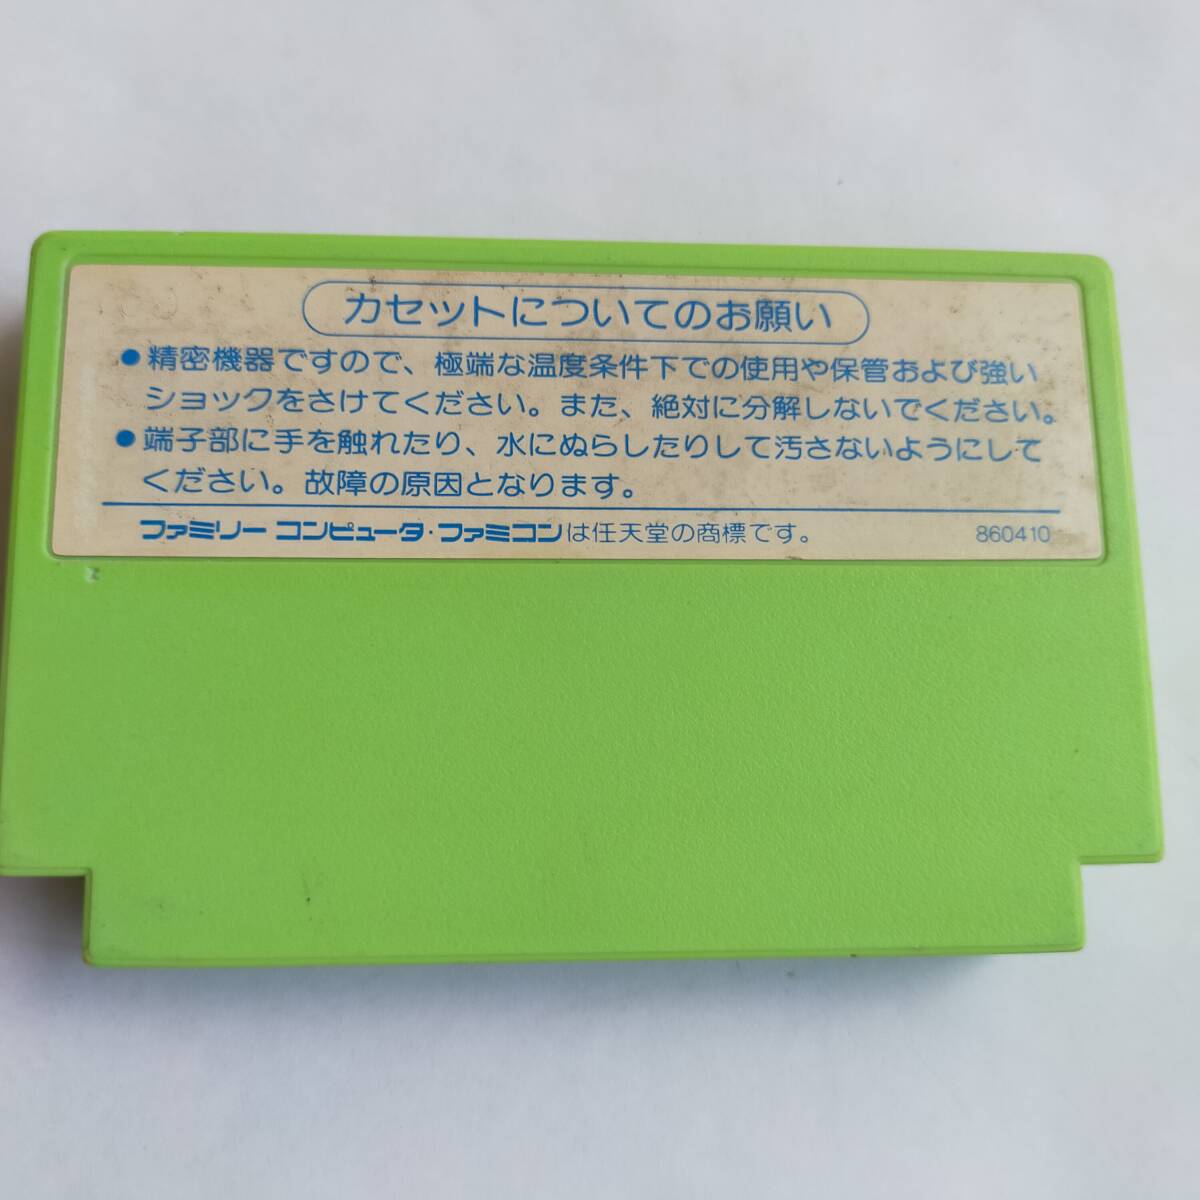 カセットについてのお願い
●精密機器ですので、極端な温度条件下での使用や保管および強い
ショックをさけてください。また、絶対に分解しないでください。
●端子部に手を触れたり、水にぬらしたりして汚さないようにして
ください。故障の原因となります。
ファミリー コンピュータ・ファミコンは任天堂の商標です。 860410